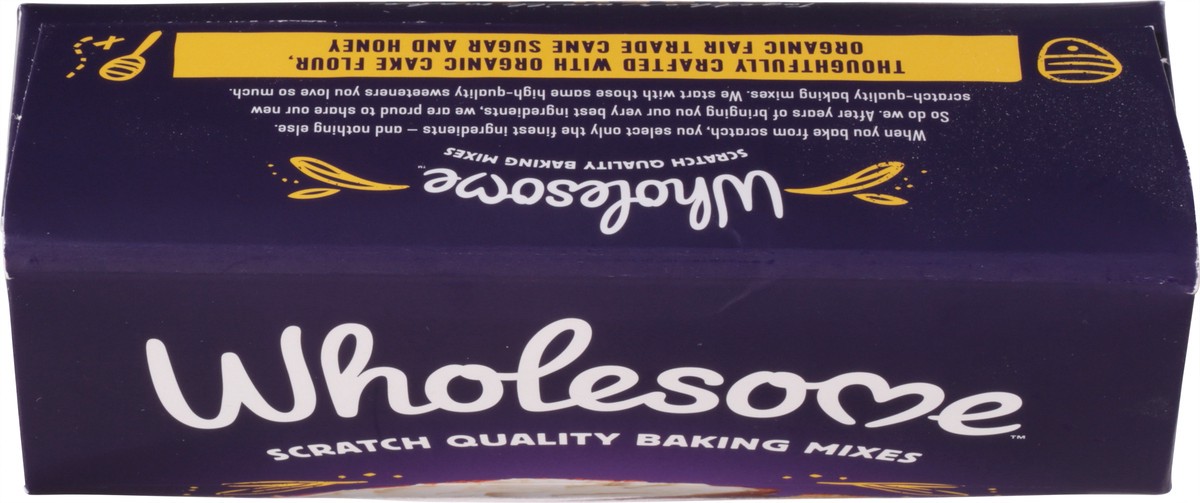 Wholesome™
SCRATCH QUALITY BAKING MIXES
When you bake from scratch, you select only the finest ingredients – and nothing else.
So do we. After years of bringing you our very best ingredients, we are proud to share our new
scratch-quality baking mixes. We start with those same high-quality sweeteners you love so much.
THOUGHTFULLY CRAFTED WITH ORGANIC CAKE FLOUR,
ORGANIC FAIR TRADE CANE SUGAR AND HONEY
Wholesome™
SCRATCH QUALITY BAKING MIXES